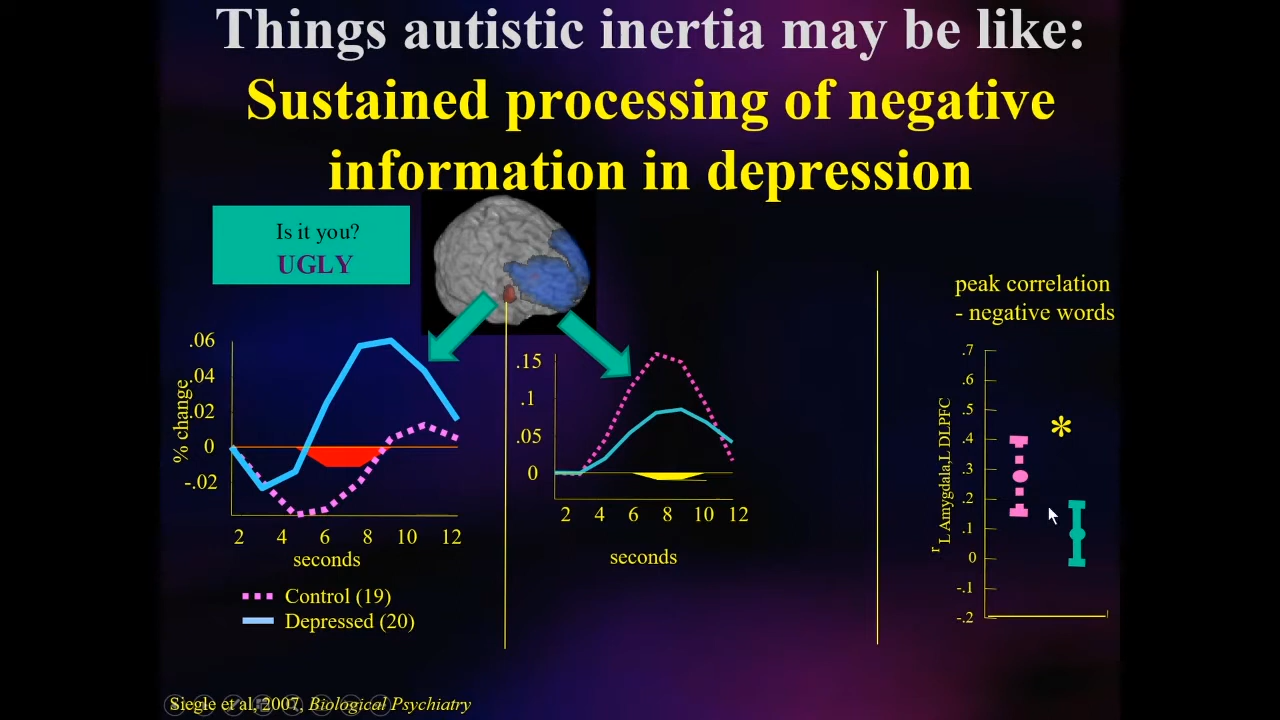 Things autistic inertia may be like:
Sustained processing of negative
information in depression
Is it you?
UGLY
% change
.06
.04
.02
0
-.02
2 4 6 8 10 12
seconds
Control (19)
Depressed (20)
.15
.1
.05
0
2 4 6 8 10 12
seconds
peak correlation
- negative words
r L Amygdala,L DLPFC
.7
.6
.5
.4
.3
.2
.1
0
-.1
-.2
*
Siegle et al, 2007, Biological Psychiatry